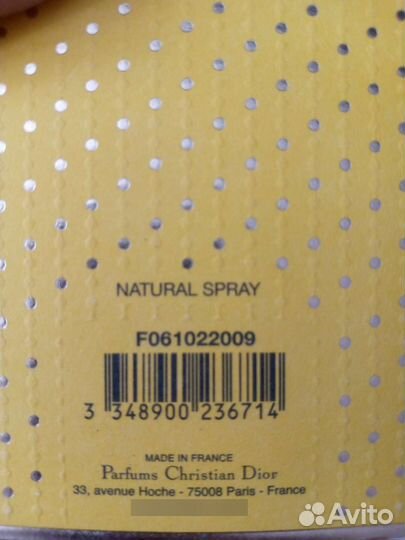 NATURAL SPRAY
F061022009
3 348900 236714
MADE IN FRANCE
Parfums Christian Dior
33, avenue Hoche - 75008 Paris - France
Avito